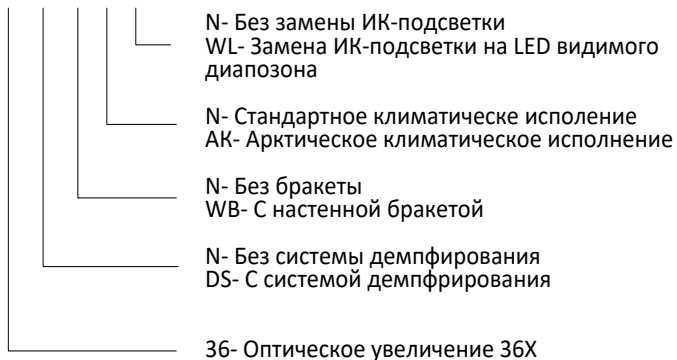 N- Без замены ИК-подсветки
WL- Замена ИК-подсветки на LED видимого
диапозона
N- Стандартное климатическе исполение
АК- Арктическое климатическое исполнение
N- Без бракеты
WB- С настенной бракетой
N- Без системы демпфирования
DS- С системой демпфрирования
36- Оптическое увеличение 36X